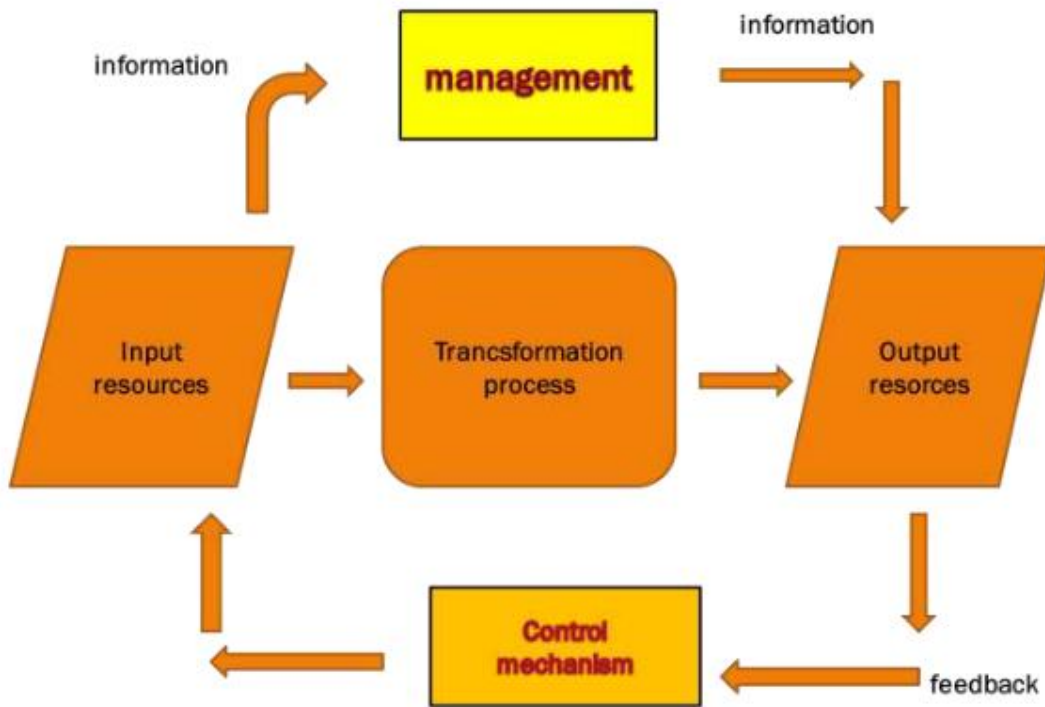 information
management
information
Input
resources
Trancsformation
process
Output
resorces
Control
mechanism
feedback